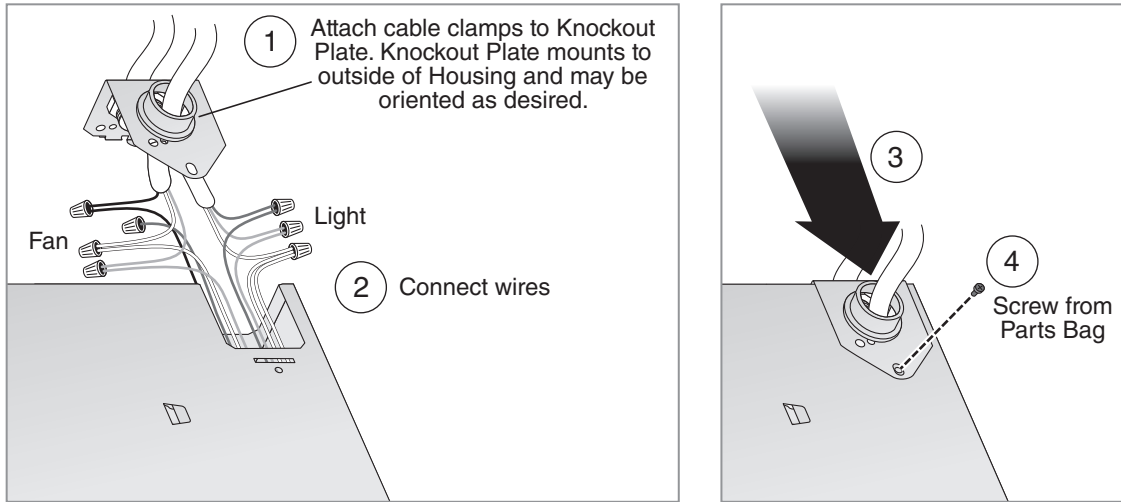 1
Attach cable clamps to Knockout
Plate. Knockout Plate mounts to
outside of Housing and may be
oriented as desired.
Fan
Light
2
Connect wires
3
4
Screw from
Parts Bag